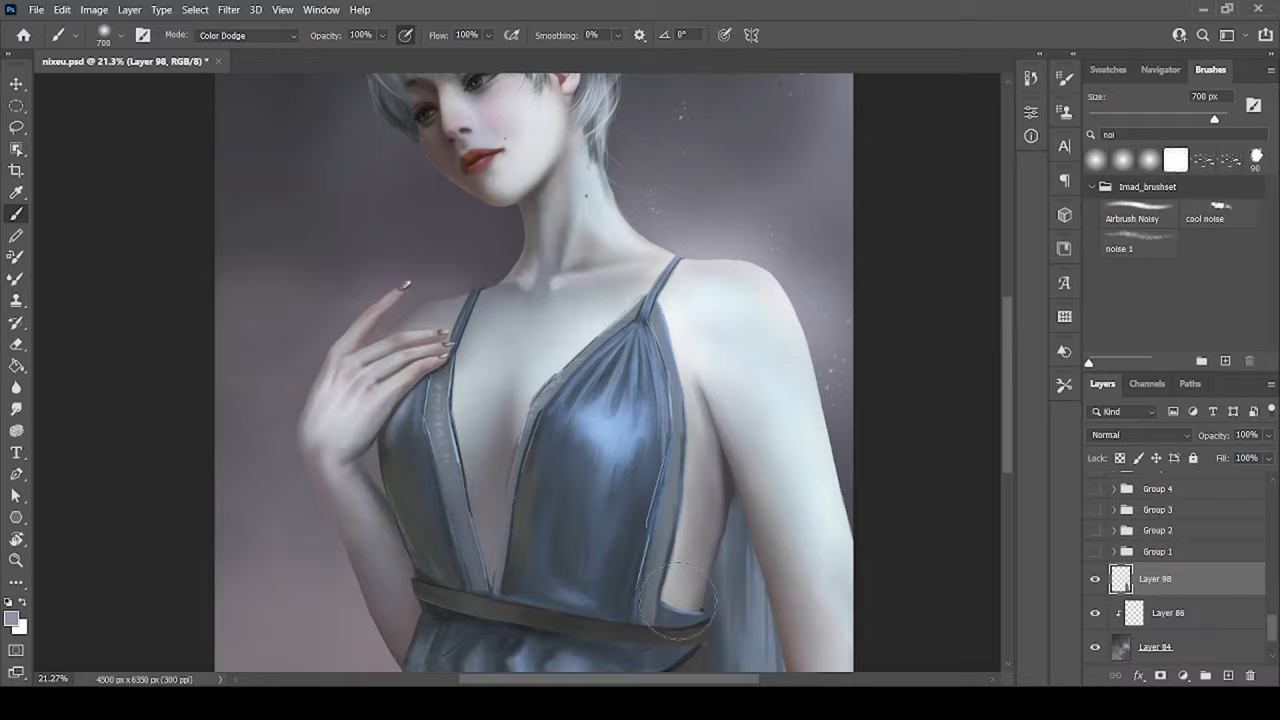 Ps File Edit Image Layer Type Select Filter 3D View Window Help
700 Mode: Color Dodge Opacity: 100% Flow: 100% Smoothing: 0% 0°
nixeu.psd @ 21.3% (Layer 98, RGB/8) *
Swatches Navigator Brushes
Size: 700 px
noi
90
Imad_brushset
Airbrush Noisy cool noise
noise 1
Layers Channels Paths
Kind
Normal Opacity: 100%
Lock: Fill: 100%
Group 4
Group 3
Group 2
Group 1
Layer 98
Layer 86
Layer 84
21.27% 4500 px x 6350 px (300 ppi)